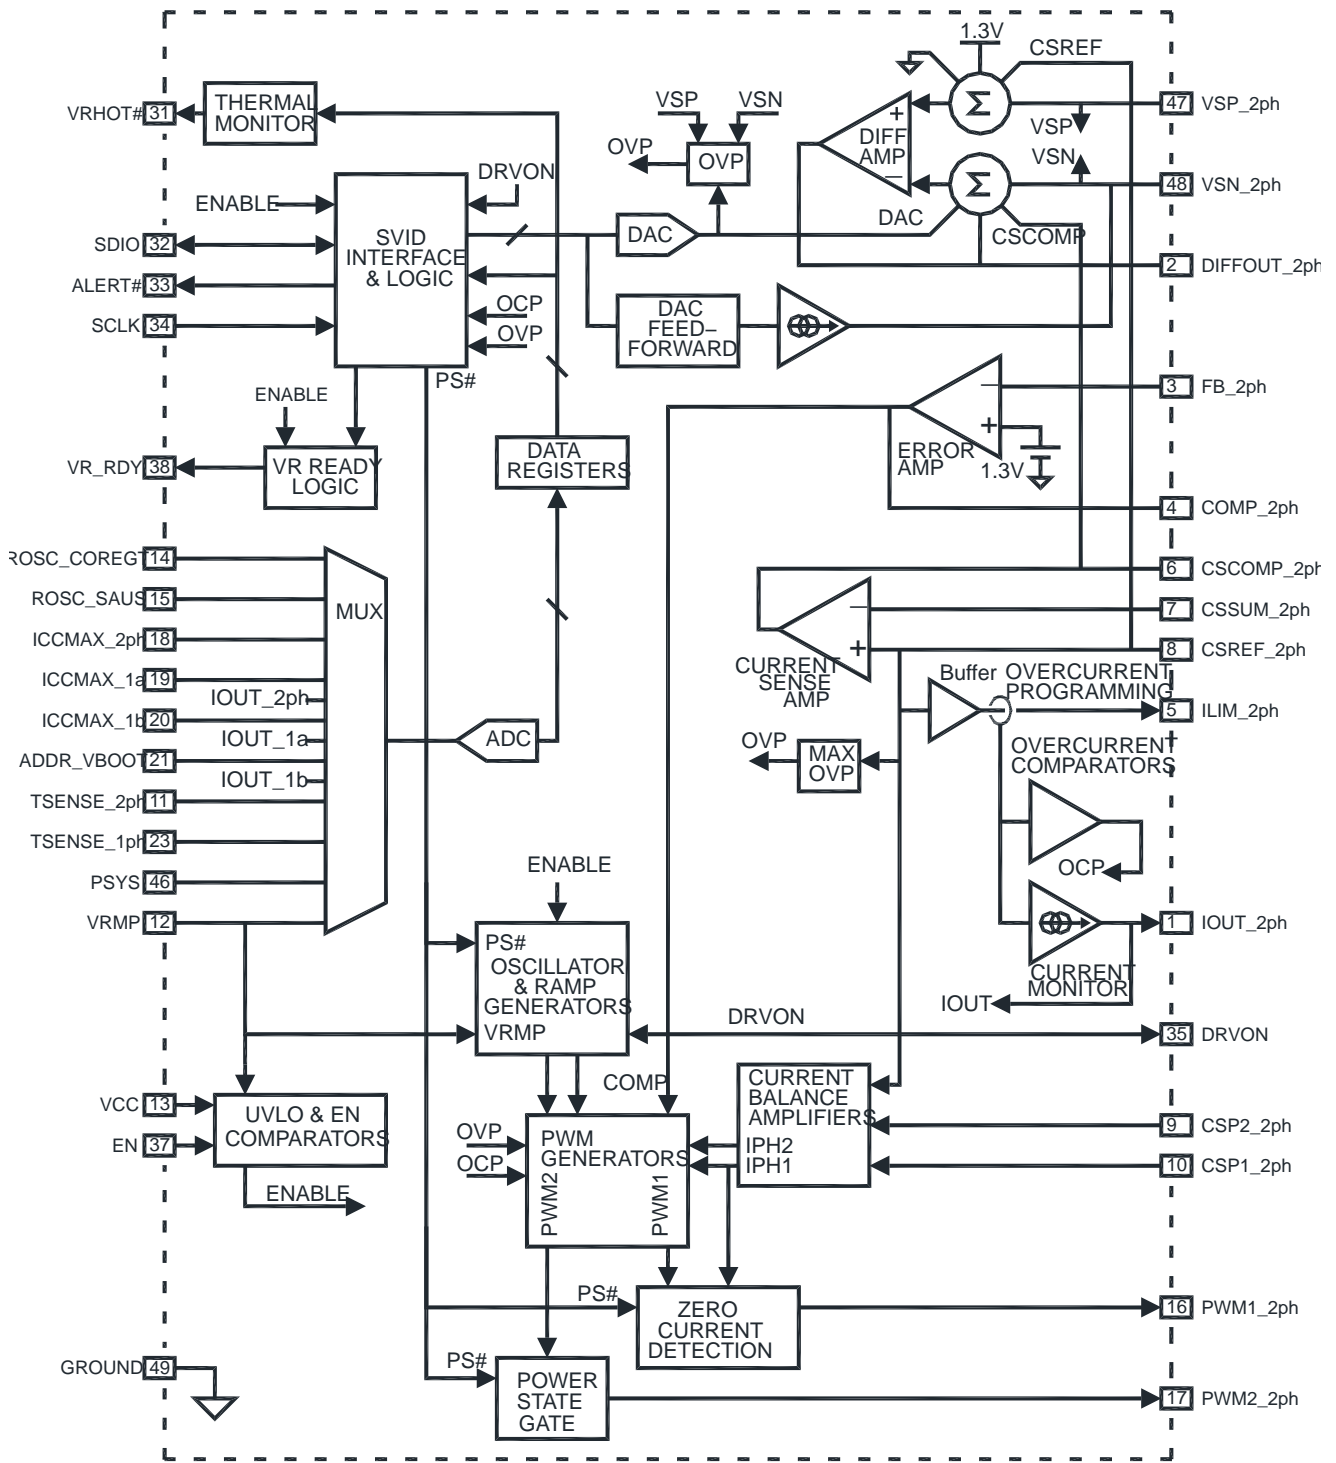 1.3V
CSREF
VRHOT#
31
THERMAL
MONITOR
VSP
VSN
OVP
OVP
+
DIFF
AMP
–
Σ
VSP
47
VSP_2ph
VSN
Σ
48
VSN_2ph
DAC
CSCOMP
2
DIFFOUT_2ph
DRVON
ENABLE
SDIO
32
ALERT#
33
SCLK
34
SVID
INTERFACE
& LOGIC
OCP
OVP
PS#
DAC
DAC
FEED–
FORWARD
–
+
ERROR
AMP
1.3V
3
FB_2ph
4
COMP_2ph
ENABLE
VR_RDY
38
VR READY
LOGIC
DATA
REGISTERS
ROSC_COREGT
14
ROSC_SAUS
15
ICCMAX_2ph
18
ICCMAX_1a
19
IOUT_2ph
ICCMAX_1b
20
IOUT_1a
ADDR_VBOOT
21
IOUT_1b
TSENSE_2ph
11
TSENSE_1ph
23
PSYS
46
VRMP
12
MUX
ADC
6
CSCOMP_2ph
7
CSSUM_2ph
8
CSREF_2ph
–
+
CURRENT
SENSE
AMP
Buffer
OVERCURRENT
PROGRAMMING
5
ILIM_2ph
OVP
MAX
OVP
OVERCURRENT
COMPARATORS
OCP
CURRENT
MONITOR
1
IOUT_2ph
IOUT
ENABLE
PS#
OSCILLATOR
& RAMP
GENERATORS
VRMP
DRVON
35
DRVON
COMP
VCC
13
EN
37
UVLO & EN
COMPARATORS
ENABLE
OVP
OCP
PWM
GENERATORS
PWM2
PWM1
CURRENT
BALANCE
AMPLIFIERS
IPH2
IPH1
9
CSP2_2ph
10
CSP1_2ph
PS#
ZERO
CURRENT
DETECTION
16
PWM1_2ph
GROUND
49
PS#
POWER
STATE
GATE
17
PWM2_2ph